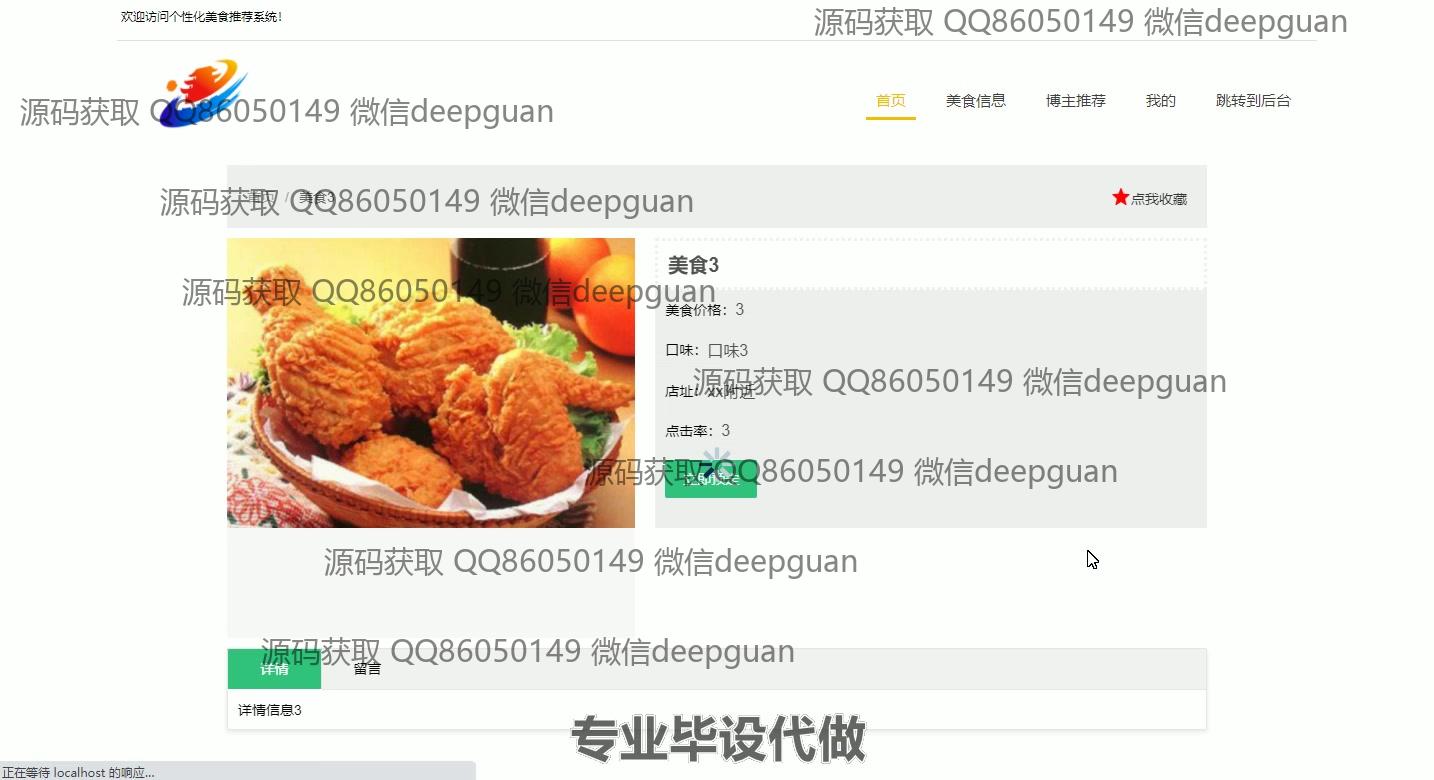 欢迎访问个性化美食推荐系统!
源码获取 QQ86050149 微信deepguan
首页
美食信息
博主推荐
我的
跳转到后台
源码获取 QQ86050149 微信deepguan
首页 / 美食3
源码获取 QQ86050149 微信deepguan
点我收藏
美食3
源码获取 QQ86050149 微信deepguan
美食价格：3
口味：口味3
源码获取 QQ86050149 微信deepguan
店址：xx附近
点击率：3
源码获取 QQ86050149 微信deepguan
源码获取 QQ86050149 微信deepguan
源码获取 QQ86050149 微信deepguan
详情
留言
详情信息3
专业毕设代做
正在等待 localhost 的响应...